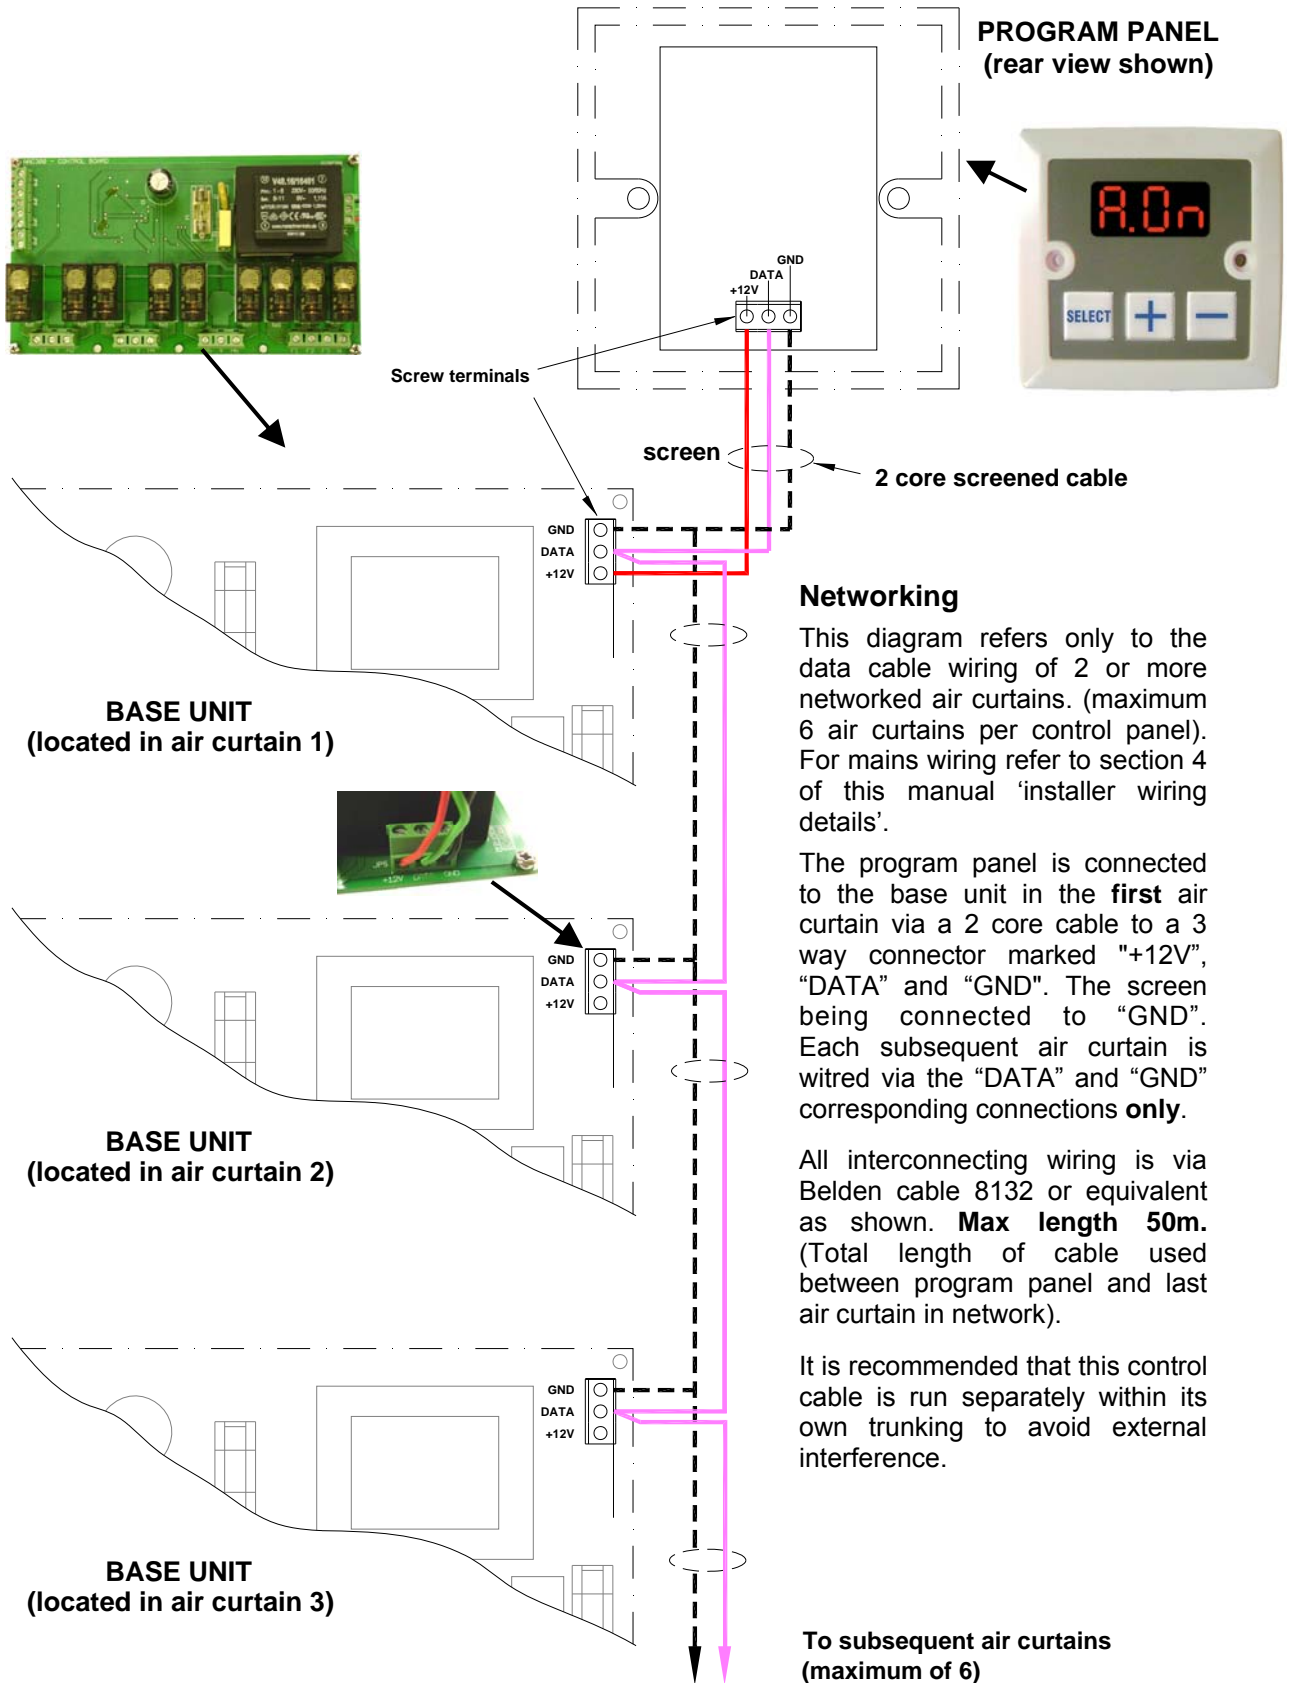 PROGRAM PANEL
(rear view shown)
CONTROL BOARD
A.On
SELECT
+
−
GND
DATA
+12V
Screw terminals
screen
2 core screened cable
GND
DATA
+12V
BASE UNIT
(located in air curtain 1)
Networking
This diagram refers only to the
data cable wiring of 2 or more
networked air curtains. (maximum
6 air curtains per control panel).
For mains wiring refer to section 4
of this manual ‘installer wiring
details’.
The program panel is connected
to the base unit in the first air
curtain via a 2 core cable to a 3
way connector marked "+12V”,
“DATA” and “GND". The screen
being connected to “GND”.
Each subsequent air curtain is
witred via the “DATA” and “GND”
corresponding connections only.
All interconnecting wiring is via
Belden cable 8132 or equivalent
as shown. Max length 50m.
(Total length of cable used
between program panel and last
air curtain in network).
It is recommended that this control
cable is run separately within its
own trunking to avoid external
interference.
JP5
+12V GND
GND
DATA
+12V
BASE UNIT
(located in air curtain 2)
GND
DATA
+12V
BASE UNIT
(located in air curtain 3)
To subsequent air curtains
(maximum of 6)